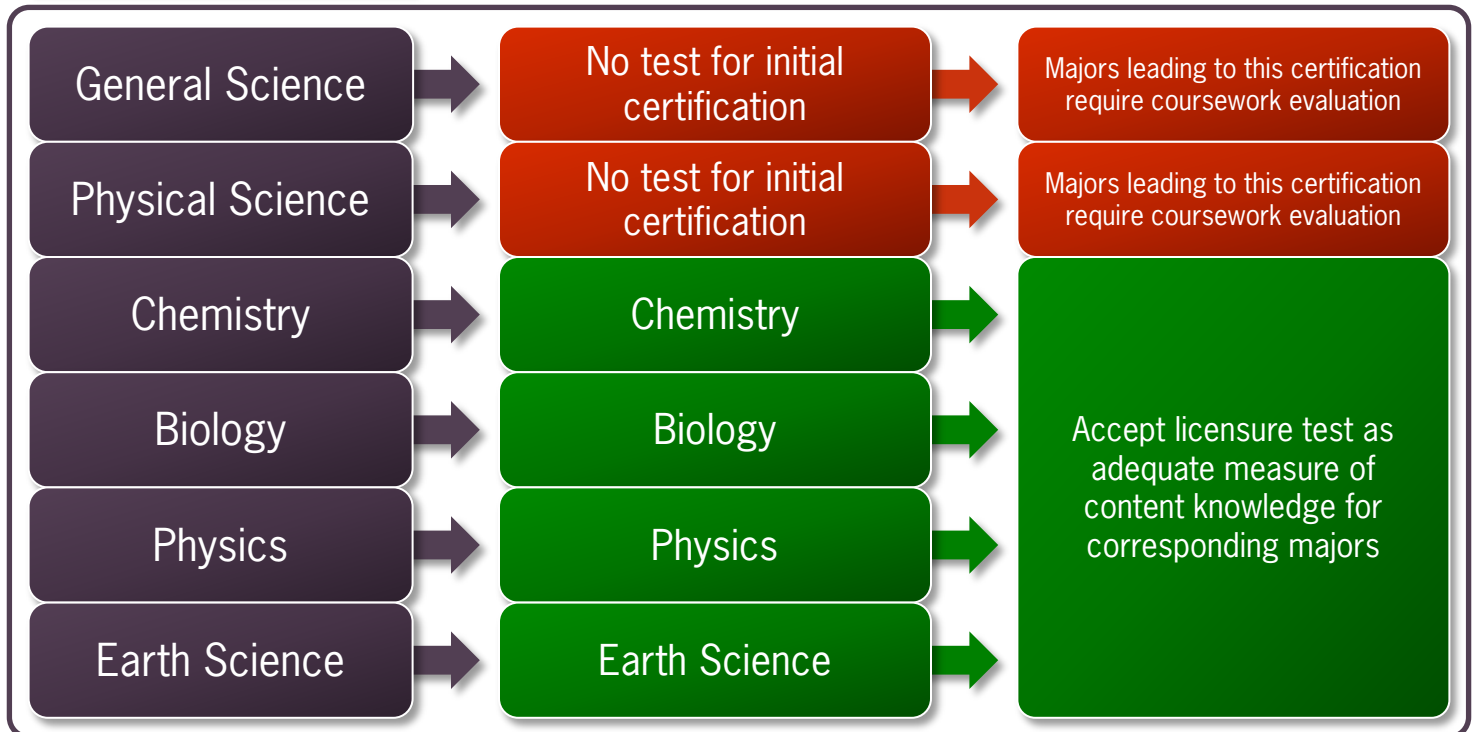 General Science
No test for initial
certification
Majors leading to this certification
require coursework evaluation
Physical Science
No test for initial
certification
Majors leading to this certification
require coursework evaluation
Chemistry
Chemistry
Biology
Biology
Physics
Physics
Earth Science
Earth Science
Accept licensure test as
adequate measure of
content knowledge for
corresponding majors